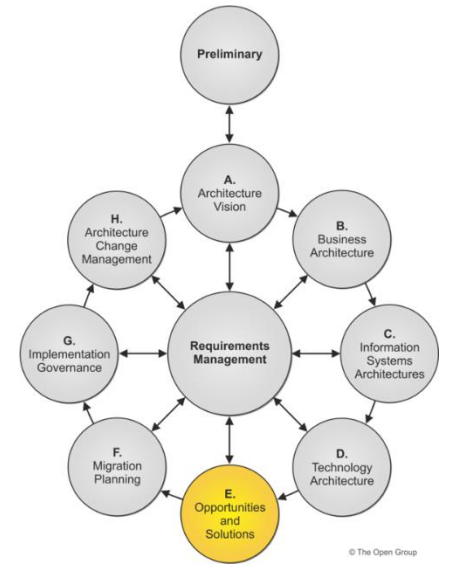 Preliminary
A.
Architecture
Vision
B.
Business
Architecture
C.
Information
Systems
Architectures
D.
Technology
Architecture
E.
Opportunities
and
Solutions
F.
Migration
Planning
G.
Implementation
Governance
H.
Architecture
Change
Management
Requirements
Management
© The Open Group